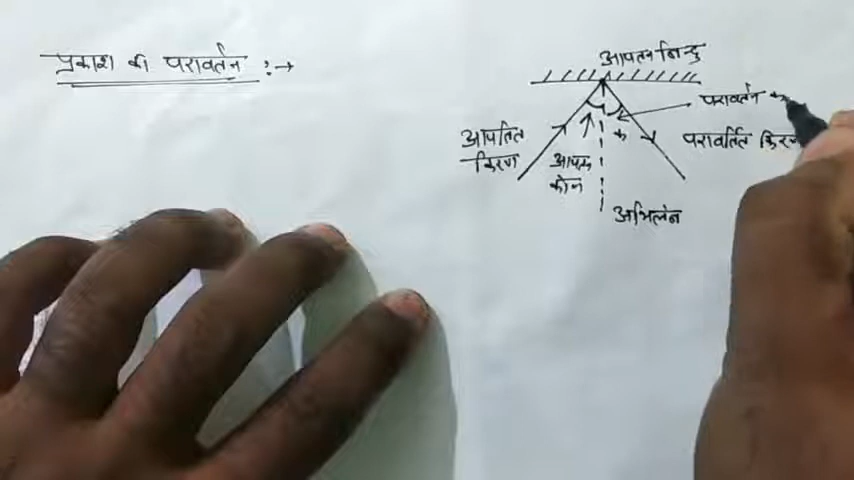 प्रकाश का परावर्तन :→
आपतन बिन्दु
परावर्तन
आपतित
किरण
परावर्तित किरण
आपतन
कोन
क
अभिलंब